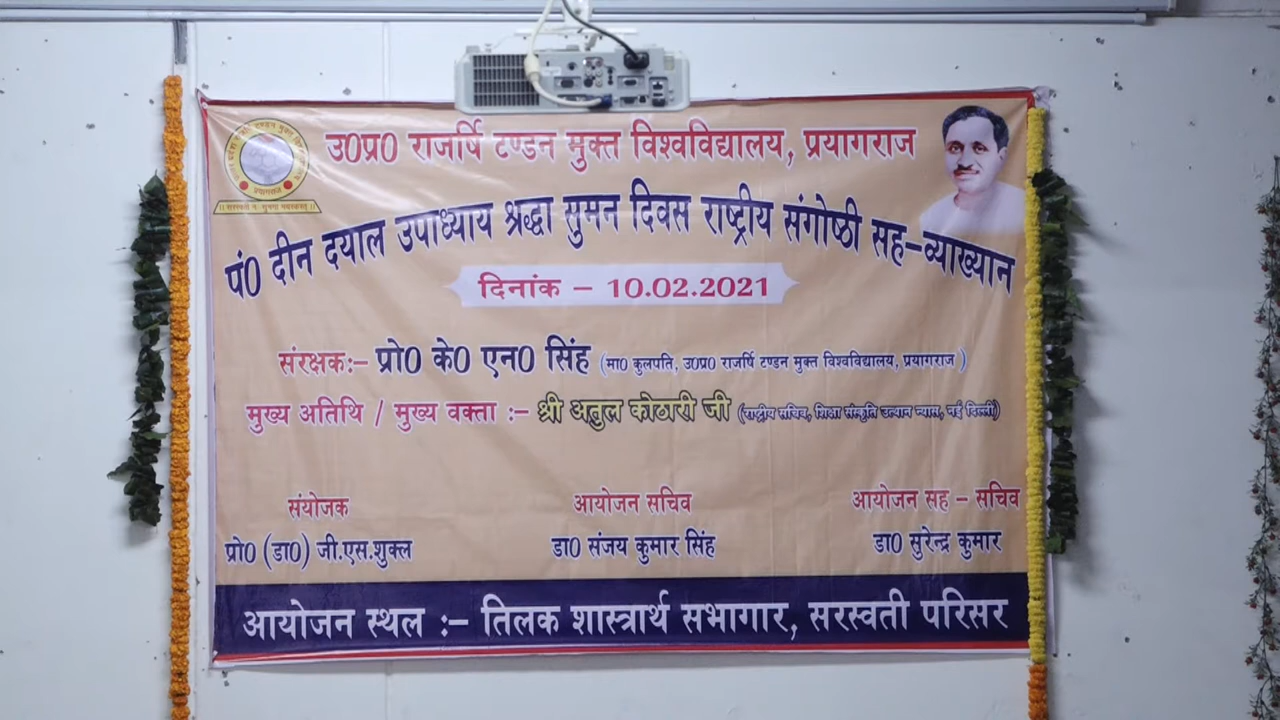 उ0प्र0 राजर्षि टण्डन मुक्त विश्वविद्यालय, प्रयागराज
पं0 दीन दयाल उपाध्याय श्रद्धा सुमन दिवस राष्ट्रीय संगोष्ठी सह-व्याख्यान
दिनांक - 10.02.2021
संरक्षक:- प्रो0 के0 एन0 सिंह (मा0 कुलपति, उ0प्र0 राजर्षि टण्डन मुक्त विश्वविद्यालय, प्रयागराज )
मुख्य अतिथि / मुख्य वक्ता :- श्री अतुल कोठारी जी (राष्ट्रीय सचिव, शिक्षा संस्कृति उत्थान न्यास, नई दिल्ली)
संयोजक
प्रो0 (डा0) जी.एस.शुक्ल
आयोजन सचिव
डा0 संजय कुमार सिंह
आयोजन सह - सचिव
डा0 सुरेन्द्र कुमार
आयोजन स्थल :- तिलक शास्त्रार्थ सभागार, सरस्वती परिसर